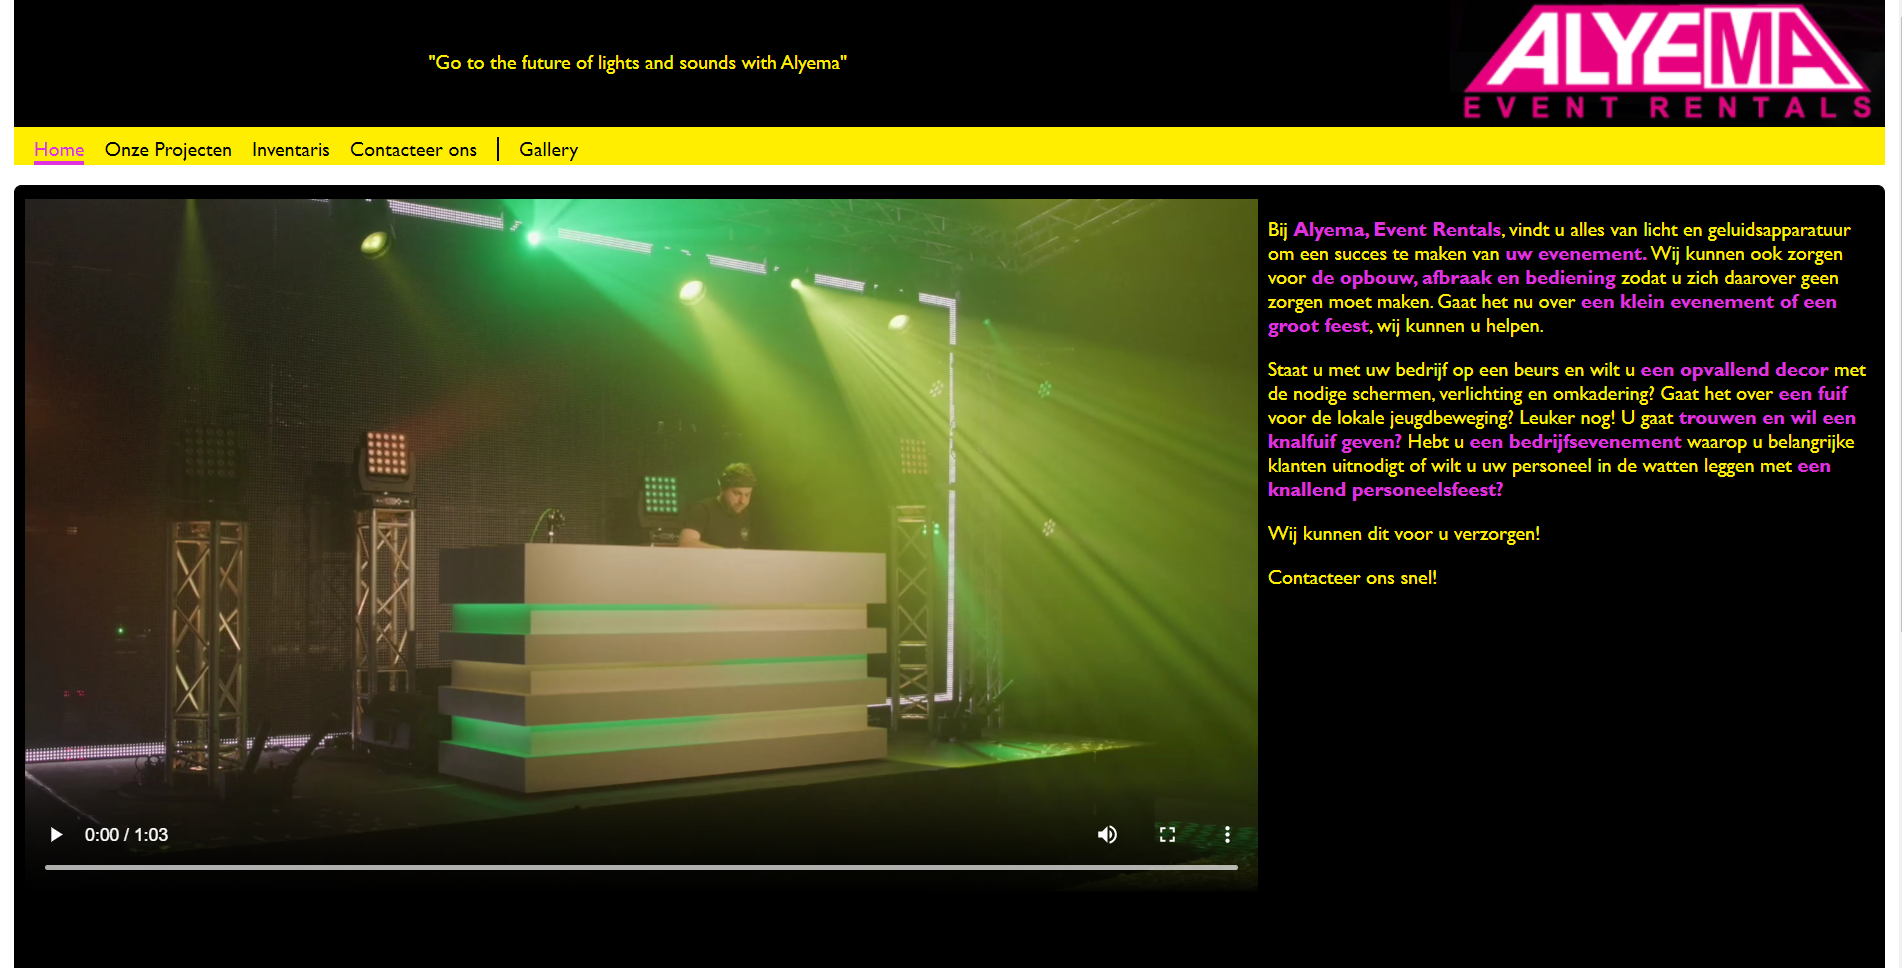 "Go to the future of lights and sounds with Alyema"
ALYEMA
EVENT RENTALS
Home Onze Projecten Inventaris Contacteer ons | Gallery
Bij Alyema, Event Rentals, vindt u alles van licht en geluidsapparatuur
om een succes te maken van uw evenement. Wij kunnen ook zorgen
voor de opbouw, afbraak en bediening zodat u zich daarover geen
zorgen moet maken. Gaat het nu over een klein evenement of een
groot feest, wij kunnen u helpen.
Staat u met uw bedrijf op een beurs en wilt u een opvallend decor met
de nodige schermen, verlichting en omkadering? Gaat het over een fuif
voor de lokale jeugdbeweging? Leuker nog! U gaat trouwen en wil een
knalfuif geven? Hebt u een bedrijfsevenement waarop u belangrijke
klanten uitnodigt of wilt u uw personeel in de watten leggen met een
knallend personeelsfeest?
Wij kunnen dit voor u verzorgen!
Contacteer ons snel!
0:00 / 1:03